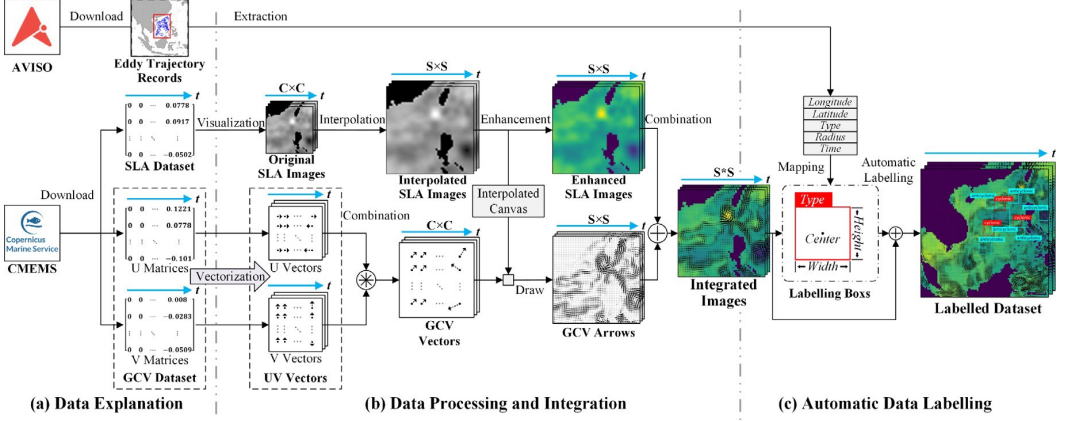 Download
Extraction
AVISO
Eddy Trajectory
Records
t
0 0 ··· 0.0778
0 0 ··· 0.0917
⋮ ⋮ ⋱ ⋮
0 0 ··· -0.0502
SLA Dataset
Visualization
C×C
t
Original
SLA Images
Interpolation
S×S
t
Interpolated
SLA Images
Enhancement
S×S
t
Enhanced
SLA Images
Combination
Interpolated
Canvas
Download
Copernicus
Marine Service
CMEMS
t
0 0 ··· 0.1221
0 0 ··· 0.0778
⋮ ⋮ ⋱ ⋮
0 0 ··· -0.101
U Matrices
t
0 0 ··· 0.008
0 0 ··· -0.0283
⋮ ⋮ ⋱ ⋮
0 0 ··· -0.0509
V Matrices
GCV Dataset
Vectorization
t
U Vectors
t
V Vectors
UV Vectors
Combination
C×C
t
GCV
Vectors
Draw
S×S
t
GCV Arrows
S*S
t
Integrated
Images
Longitude
Latitude
Type
Radius
Time
Mapping
Type
Center
Height
Width
Labelling Boxs
Automatic
Labelling
t
Labelled Dataset
(a) Data Explanation
(b) Data Processing and Integration
(c) Automatic Data Labelling